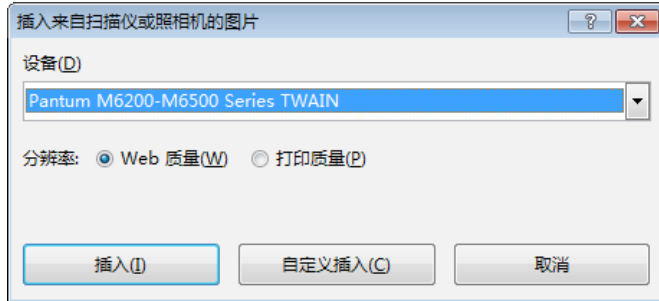 插入来自扫描仪或照相机的图片
设备(D)
Pantum M6200-M6500 Series TWAIN
分辨率: Web 质量(W) 打印质量(P)
插入(I) 自定义插入(C) 取消